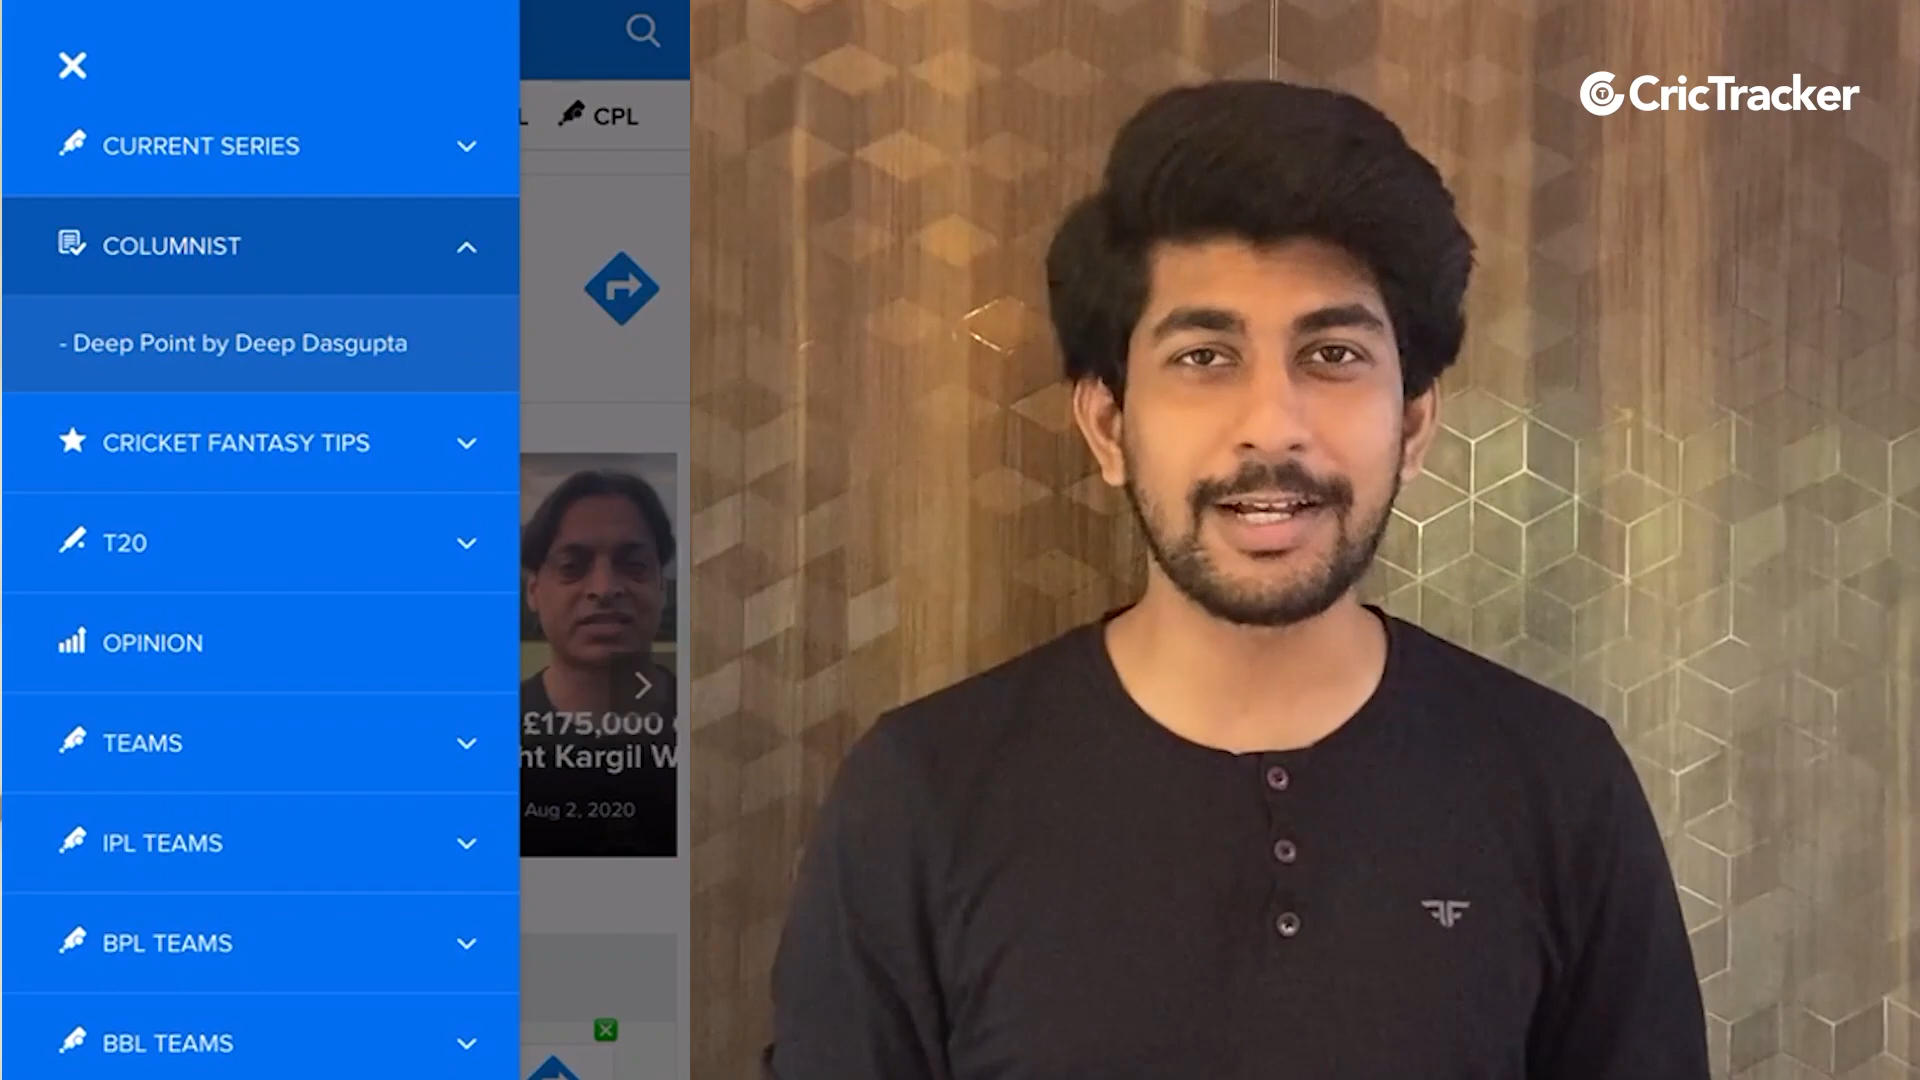 CURRENT SERIES
COLUMNIST
- Deep Point by Deep Dasgupta
CRICKET FANTASY TIPS
T20
OPINION
TEAMS
IPL TEAMS
BPL TEAMS
BBL TEAMS
L CPL
£175,000
ht Kargil W
Aug 2, 2020
CricTracker